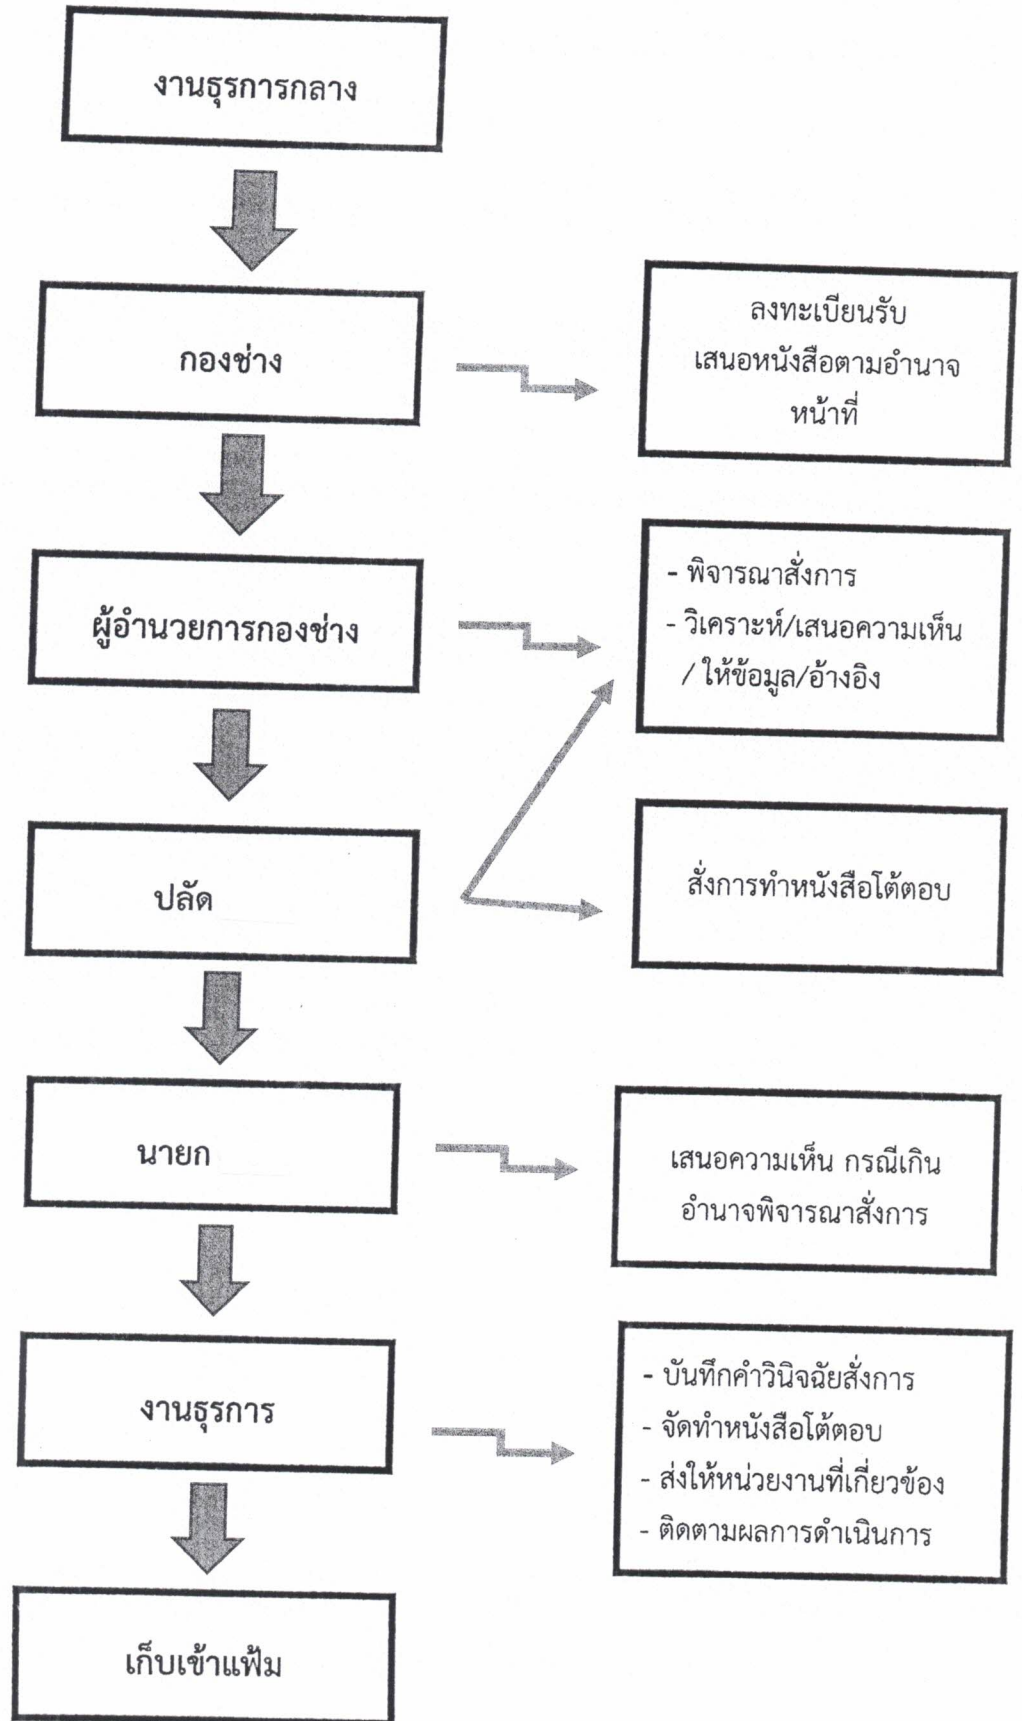 งานธุรการกลาง
กองช่าง
ลงทะเบียนรับ
เสนอหนังสือตามอำนาจ
หน้าที่
ผู้อำนวยการกองช่าง
- พิจารณาสั่งการ
- วิเคราะห์/เสนอความเห็น
/ ให้ข้อมูล/อ้างอิง
ปลัด
สั่งการทำหนังสือโต้ตอบ
นายก
เสนอความเห็น กรณีเกิน
อำนาจพิจารณาสั่งการ
งานธุรการ
- บันทึกคำวินิจฉัยสั่งการ
- จัดทำหนังสือโต้ตอบ
- ส่งให้หน่วยงานที่เกี่ยวข้อง
- ติดตามผลการดำเนินการ
เก็บเข้าแฟ้ม